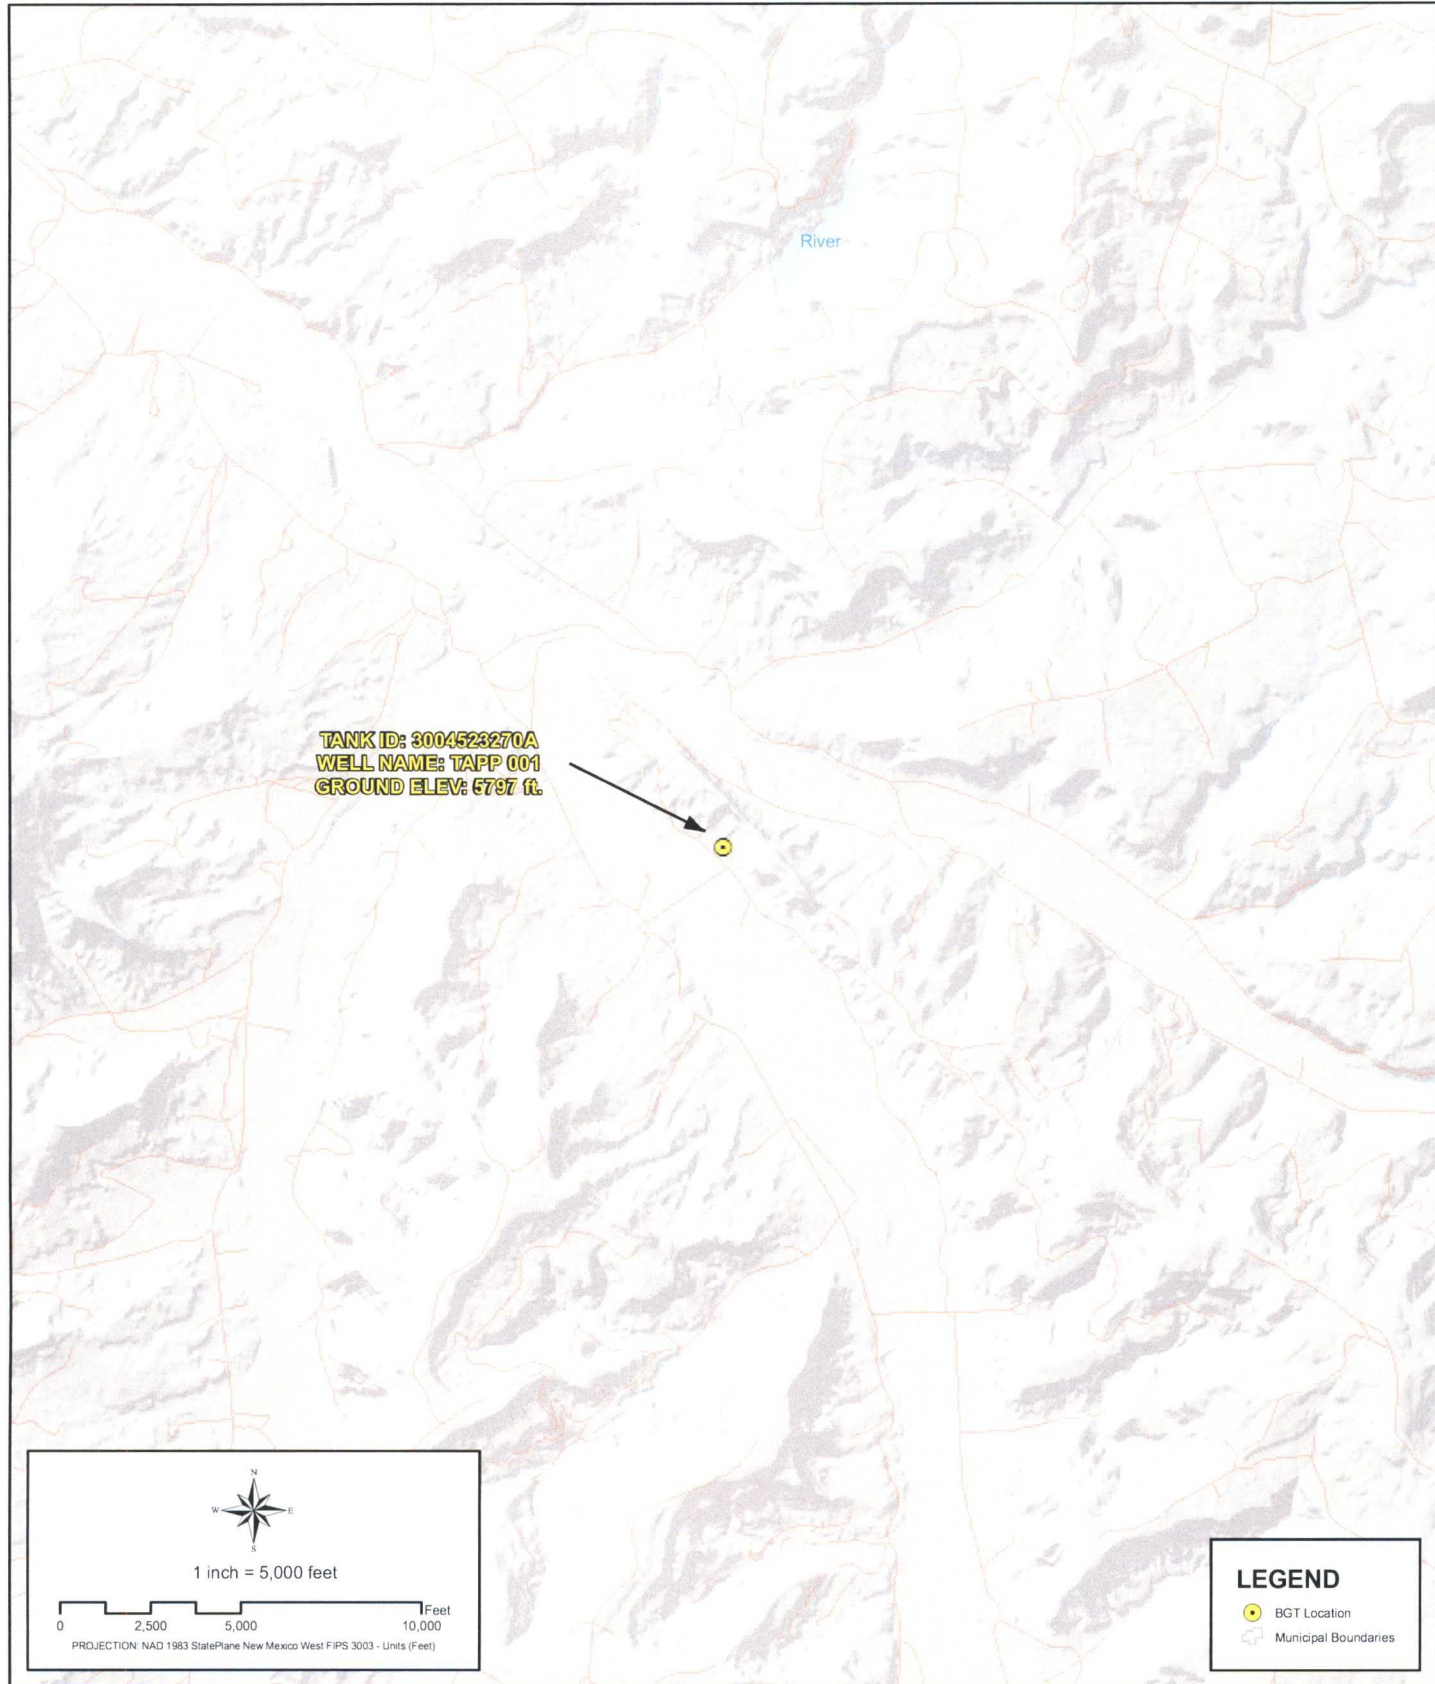 River
TANK ID: 3004523270A
WELL NAME: TAPP 001
GROUND ELEV: 5797 ft.
N
W E
S
1 inch = 5,000 feet
Feet
0 2,500 5,000 10,000
PROJECTION: NAD 1983 StatePlane New Mexico West FIPS 3003 - Units (Feet)
LEGEND
BGT Location
Municipal Boundaries